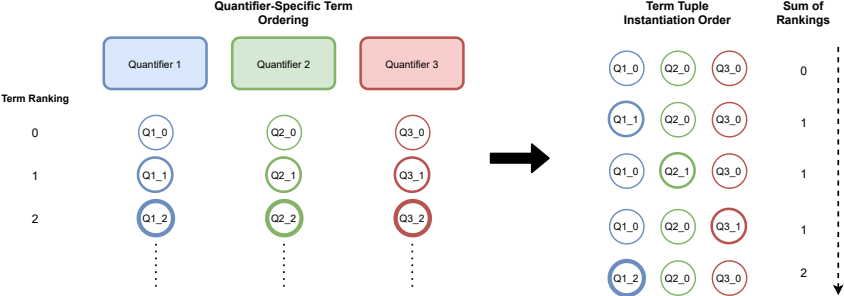 Quantifier-Specific Term
Ordering
Quantifier 1
Quantifier 2
Quantifier 3
Term Ranking
0
Q1_0
Q2_0
Q3_0
1
Q1_1
Q2_1
Q3_1
2
Q1_2
Q2_2
Q3_2
Term Tuple
Instantiation Order
Sum of
Rankings
Q1_0
Q2_0
Q3_0
0
Q1_1
Q2_0
Q3_0
1
Q1_0
Q2_1
Q3_0
1
Q1_0
Q2_0
Q3_1
1
Q1_2
Q2_0
Q3_0
2